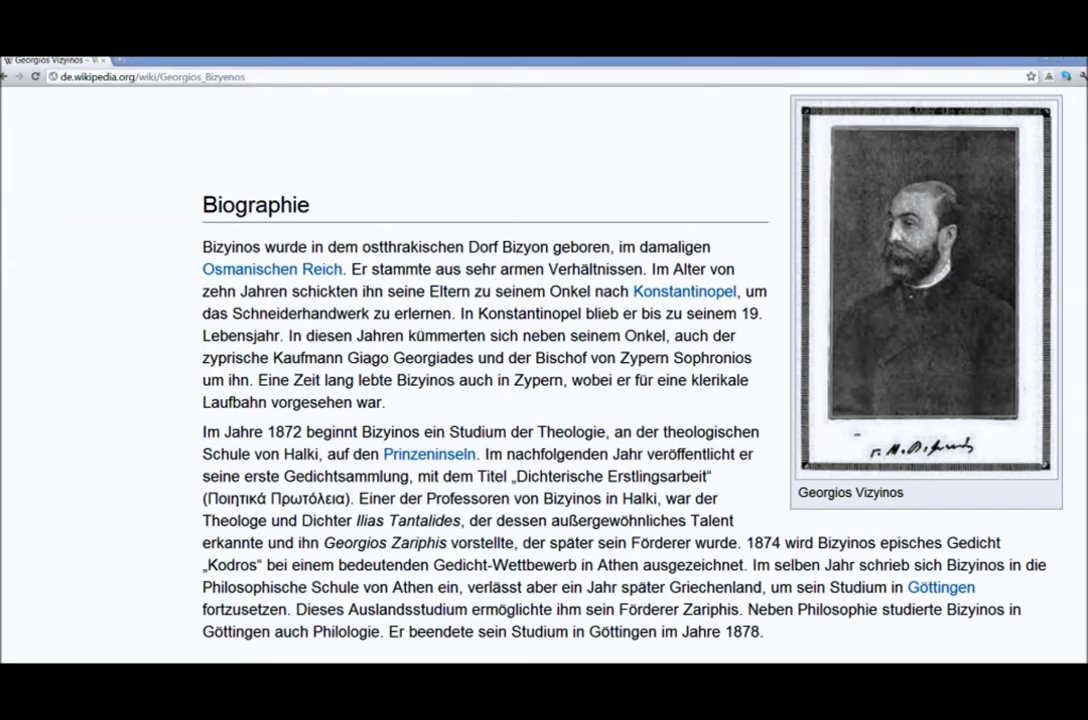 Georgios Vizyinos –
de.wikipedia.org/wiki/Georgios_Bizyenos
Biographie
Bizyinos wurde in dem ostthrakischen Dorf Bizyon geboren, im damaligen
Osmanischen Reich. Er stammte aus sehr armen Verhältnissen. Im Alter von
zehn Jahren schickten ihn seine Eltern zu seinem Onkel nach Konstantinopel, um
das Schneiderhandwerk zu erlernen. In Konstantinopel blieb er bis zu seinem 19.
Lebensjahr. In diesen Jahren kümmerten sich neben seinem Onkel, auch der
zyprische Kaufmann Giago Georgiades und der Bischof von Zypern Sophronios
um ihn. Eine Zeit lang lebte Bizyinos auch in Zypern, wobei er für eine klerikale
Laufbahn vorgesehen war.
Im Jahre 1872 beginnt Bizyinos ein Studium der Theologie, an der theologischen
Schule von Halki, auf den Prinzeninseln. Im nachfolgenden Jahr veröffentlicht er
seine erste Gedichtsammlung, mit dem Titel „Dichterische Erstlingsarbeit“
(Ποιητικά Πρωτόλεια). Einer der Professoren von Bizyinos in Halki, war der
Theologe und Dichter Ilias Tantalides, der dessen außergewöhnliches Talent
erkannte und ihn Georgios Zariphis vorstellte, der später sein Förderer wurde. 1874 wird Bizyinos episches Gedicht
„Kodros“ bei einem bedeutenden Gedicht-Wettbewerb in Athen ausgezeichnet. Im selben Jahr schrieb sich Bizyinos in die
Philosophische Schule von Athen ein, verlässt aber ein Jahr später Griechenland, um sein Studium in Göttingen
fortzusetzen. Dieses Auslandsstudium ermöglichte ihm sein Förderer Zariphis. Neben Philosophie studierte Bizyinos in
Göttingen auch Philologie. Er beendete sein Studium in Göttingen im Jahre 1878.
Georgios Vizyinos